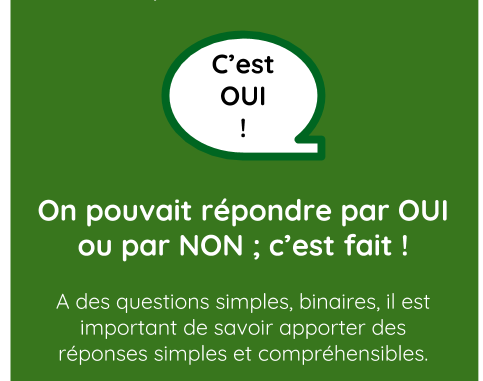 C'est
OUI
!
On pouvait répondre par OUI
ou par NON ; c'est fait !
A des questions simples, binaires, il est
important de savoir apporter des
réponses simples et compréhensibles.